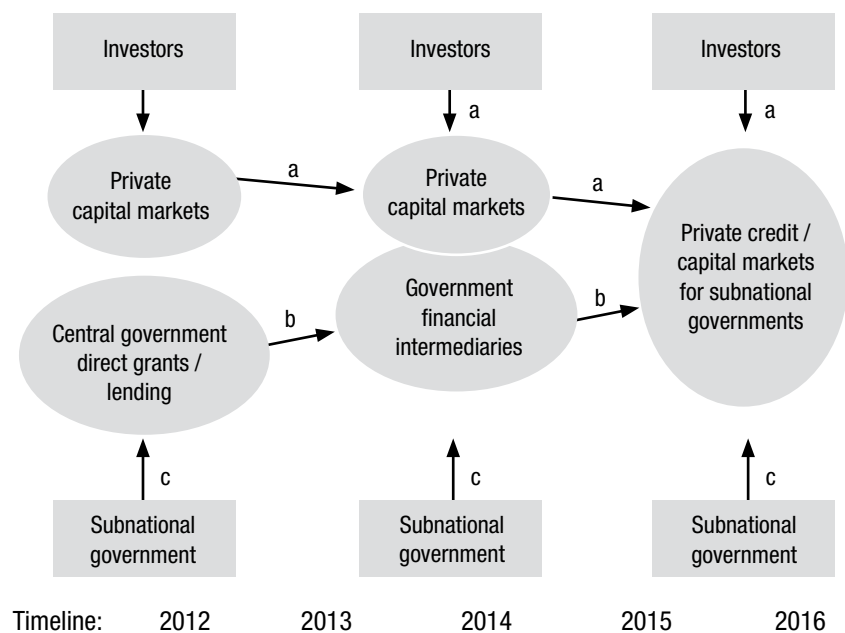 Investors
Investors
Investors
a
a
Private
capital markets
a
Private
capital markets
a
Private credit /
capital markets
for subnational
governments
Central government
direct grants /
lending
b
Government
financial
intermediaries
b
c
c
c
Subnational
government
Subnational
government
Subnational
government
Timeline: 2012 2013 2014 2015 2016